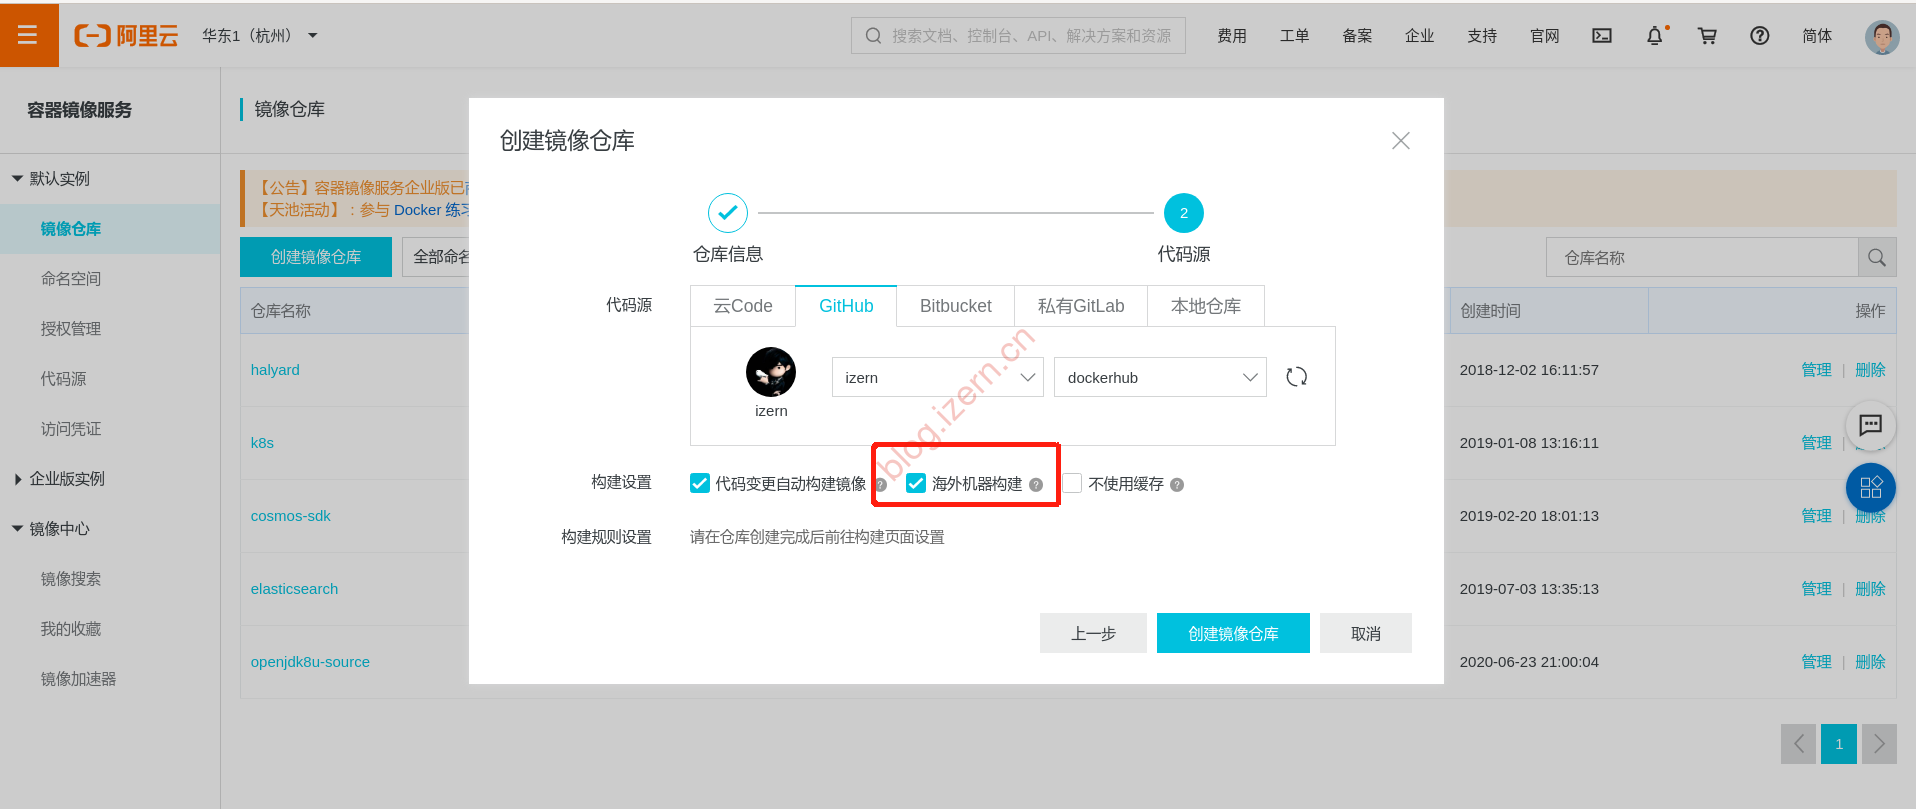 阿里云 华东1（杭州） 搜索文档、控制台、API、解决方案和资源 费用 工单 备案 企业 支持 官网 简体
容器镜像服务
镜像仓库
默认实例
镜像仓库
命名空间
授权管理
代码源
访问凭证
企业版实例
镜像中心
镜像搜索
我的收藏
镜像加速器
【公告】容器镜像服务企业版已
【天池活动】：参与 Docker 练习
创建镜像仓库 全部命名
仓库名称
仓库名称 创建时间 操作
halyard 2018-12-02 16:11:57 管理 | 删除
k8s 2019-01-08 13:16:11 管理 |
cosmos-sdk 2019-02-20 18:01:13 管理 | 删除
elasticsearch 2019-07-03 13:35:13 管理 | 删除
openjdk8u-source 2020-06-23 21:00:04 管理 | 删除
1
创建镜像仓库
2
仓库信息 代码源
代码源 云Code GitHub Bitbucket 私有GitLab 本地仓库
izern dockerhub
izern
构建设置 代码变更自动构建镜像 ? 海外机器构建 ? 不使用缓存 ?
构建规则设置 请在仓库创建完成后前往构建页面设置
上一步 创建镜像仓库 取消
blog.izern.cn